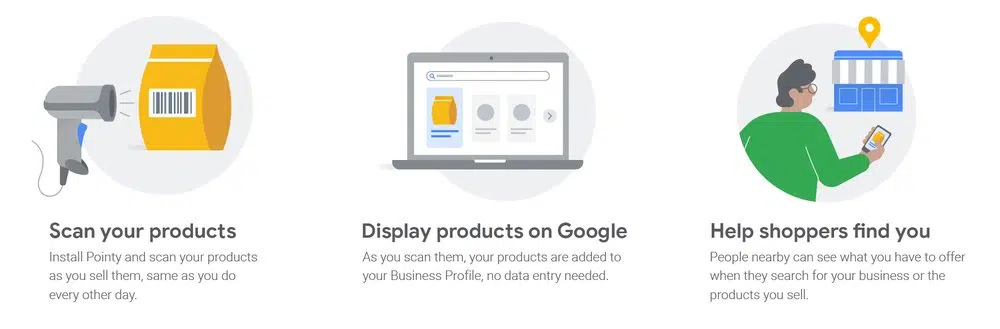 Scan your products
Install Pointy and scan your products
as you sell them, same as you do
every other day.
Display products on Google
As you scan them, your products are added to
your Business Profile, no data entry needed.
Help shoppers find you
People nearby can see what you have to offer
when they search for your business or the
products you sell.